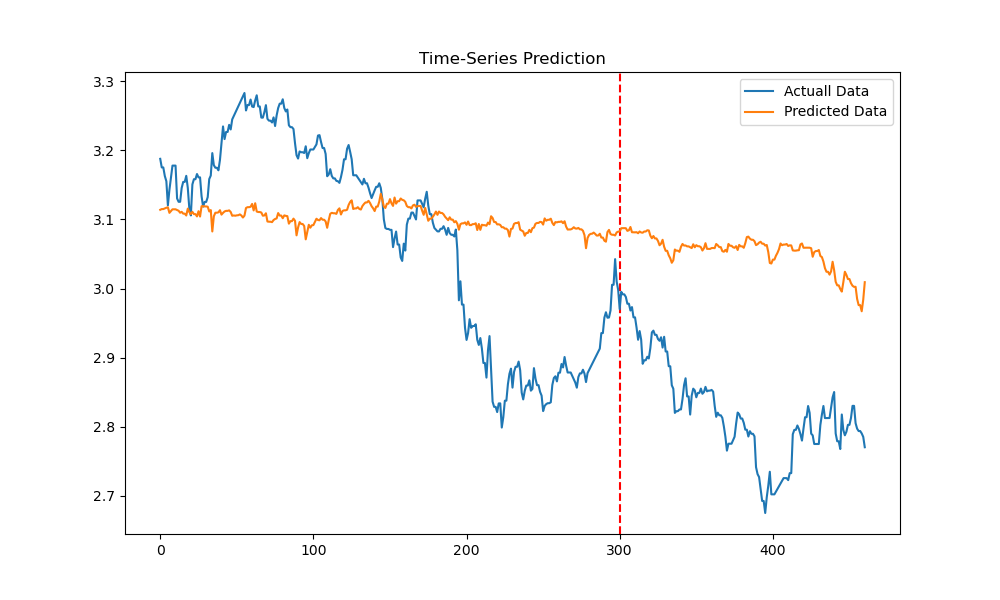 Time-Series Prediction
Actuall Data
Predicted Data
3.3
3.2
3.1
3.0
2.9
2.8
2.7
0 100 200 300 400